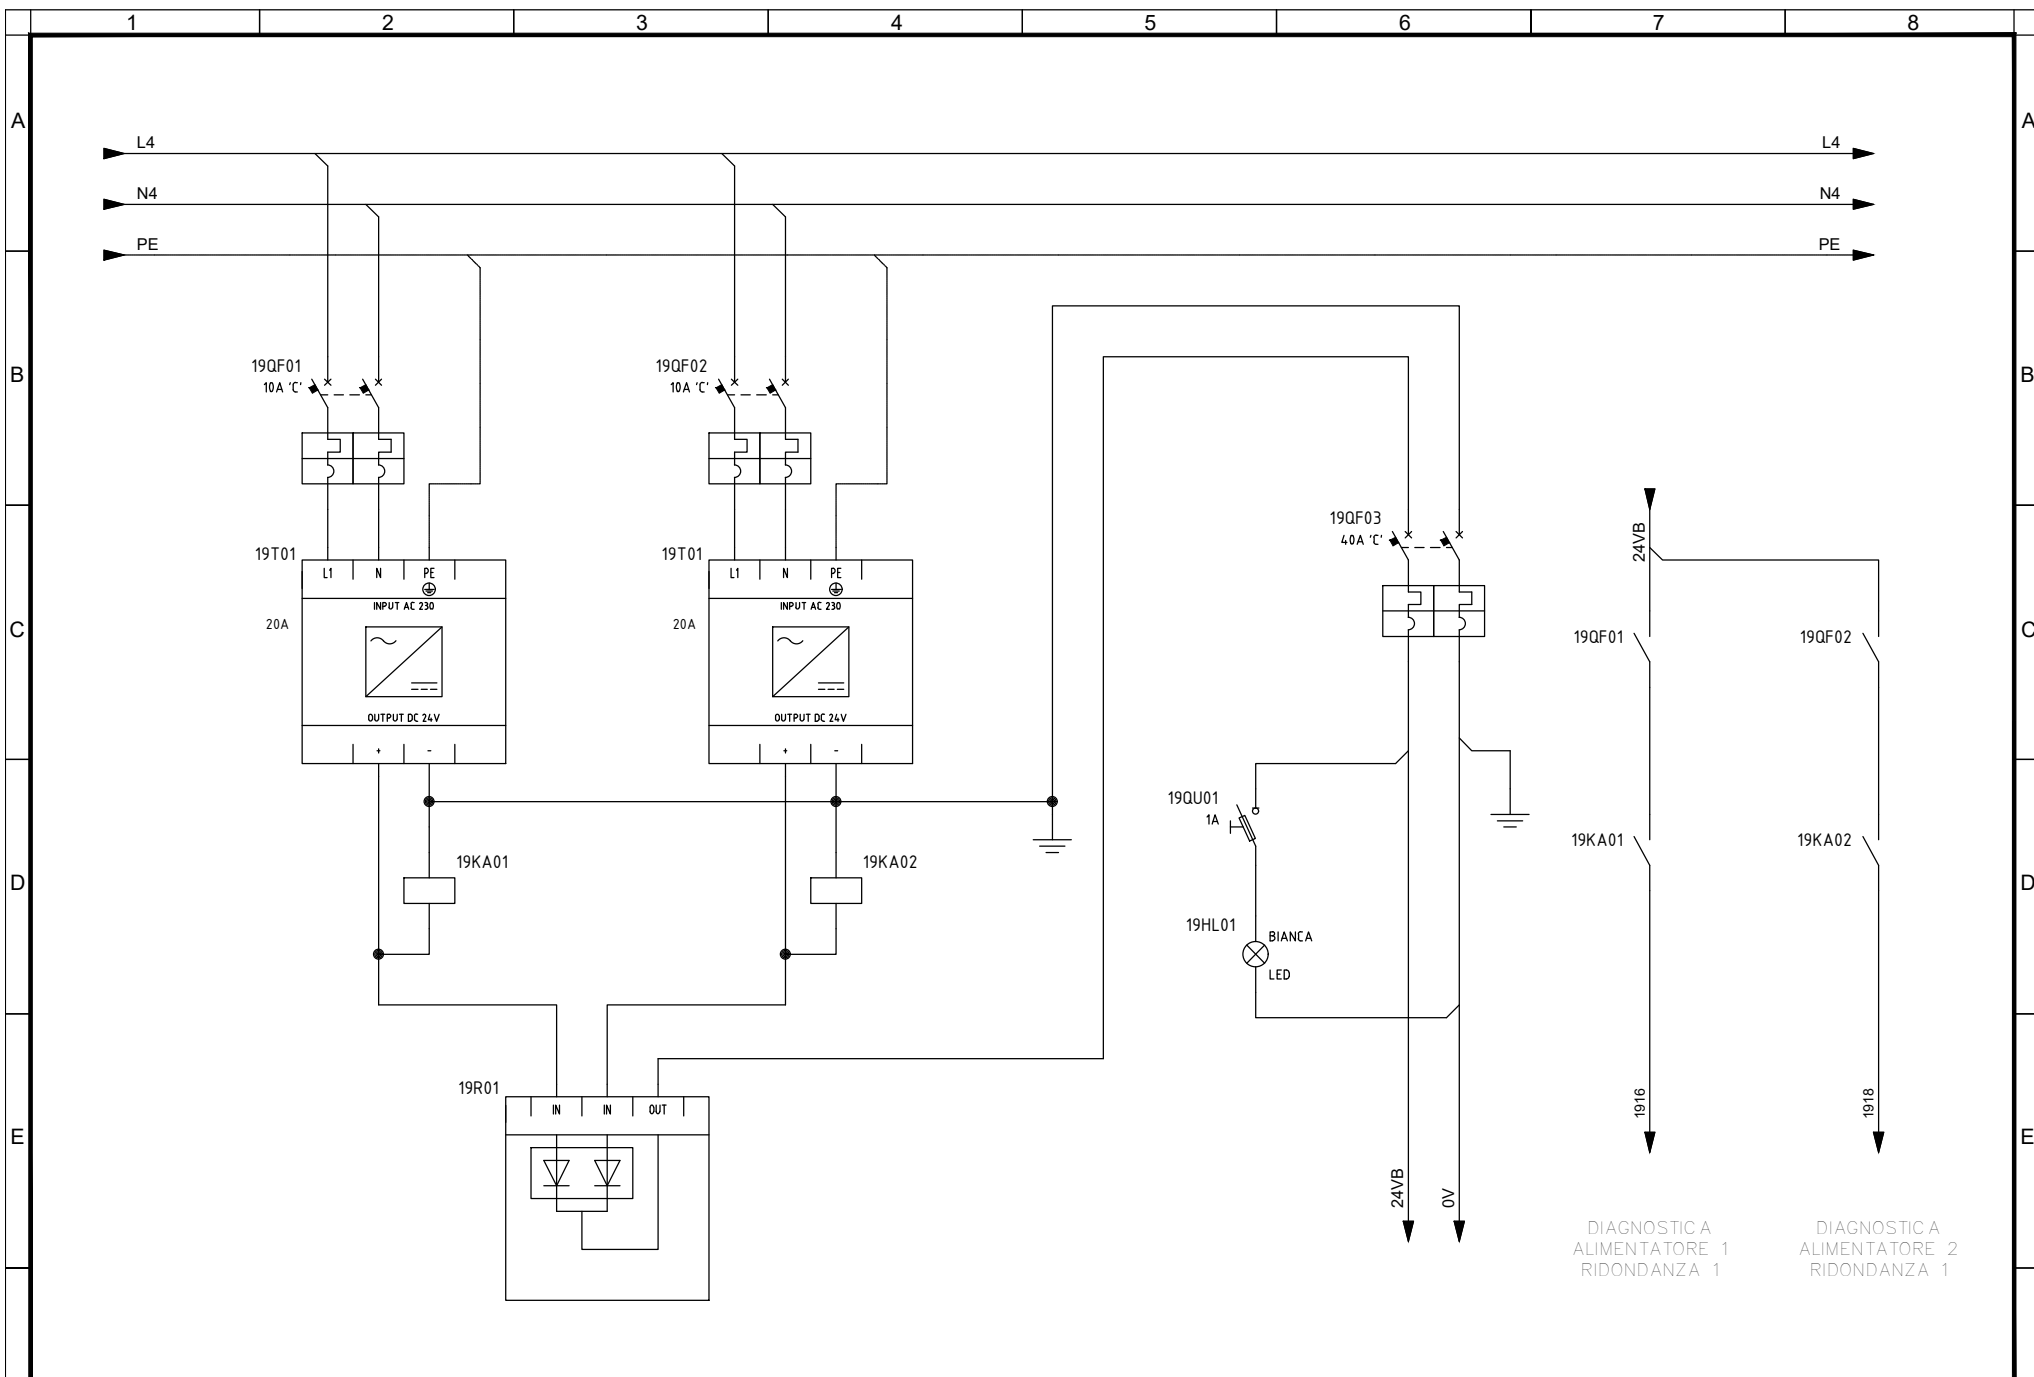 1 2 3 4 5 6 7 8
A A
L4 L4
N4 N4
PE PE
B B
19QF01
10A 'C'
19QF02
10A 'C'
19QF03
40A 'C'
24VB
19T01
L1 N PE
INPUT AC 230
20A
OUTPUT DC 24V
+ -
19T01
L1 N PE
INPUT AC 230
20A
OUTPUT DC 24V
+ -
C C
19QF01
19QF02
19QU01
1A
19KA01
19KA02
19KA01
19KA02
D D
19HL01
BIANCA
LED
19R01
IN IN OUT
1916
1918
E E
24VB
0V
DIAGNOSTICA
ALIMENTATORE 1
RIDONDANZA 1
DIAGNOSTICA
ALIMENTATORE 2
RIDONDANZA 1